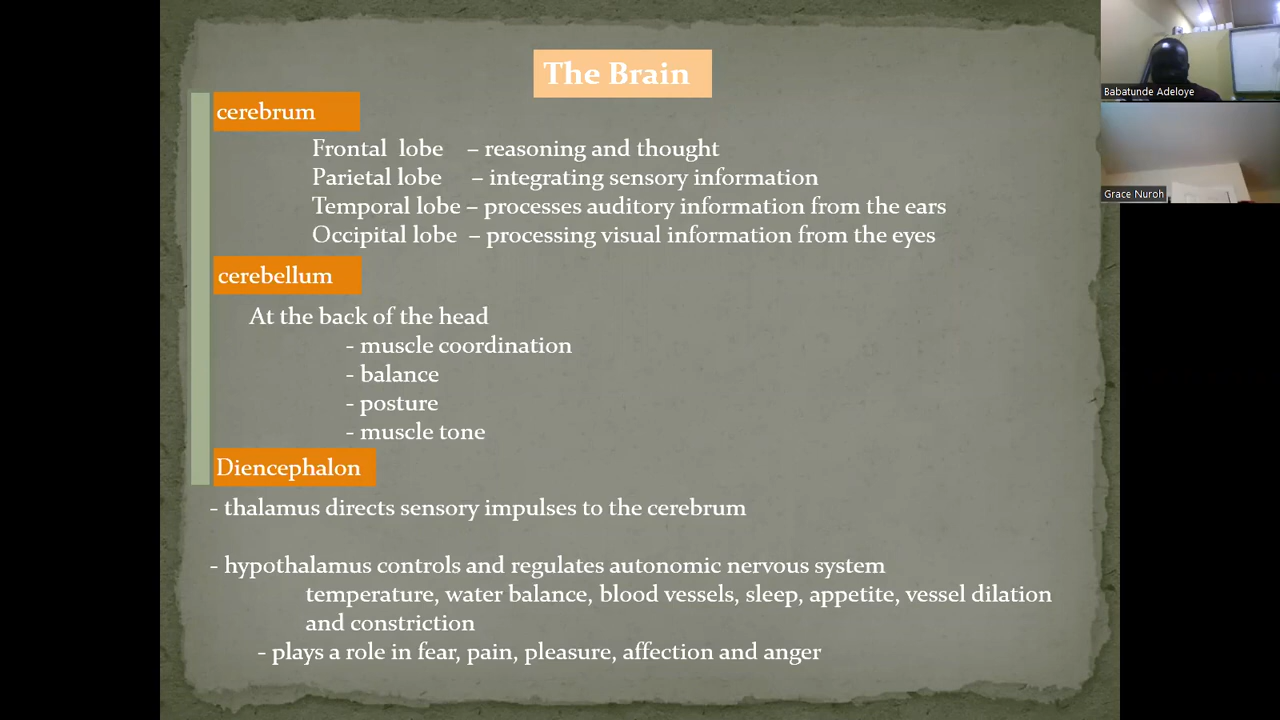 The Brain
cerebrum
Frontal lobe – reasoning and thought
Parietal lobe – integrating sensory information
Temporal lobe – processes auditory information from the ears
Occipital lobe – processing visual information from the eyes
cerebellum
At the back of the head
- muscle coordination
- balance
- posture
- muscle tone
Diencephalon
- thalamus directs sensory impulses to the cerebrum
- hypothalamus controls and regulates autonomic nervous system
temperature, water balance, blood vessels, sleep, appetite, vessel dilation
and constriction
- plays a role in fear, pain, pleasure, affection and anger
Babatunde Adeloye
Grace Nuroh